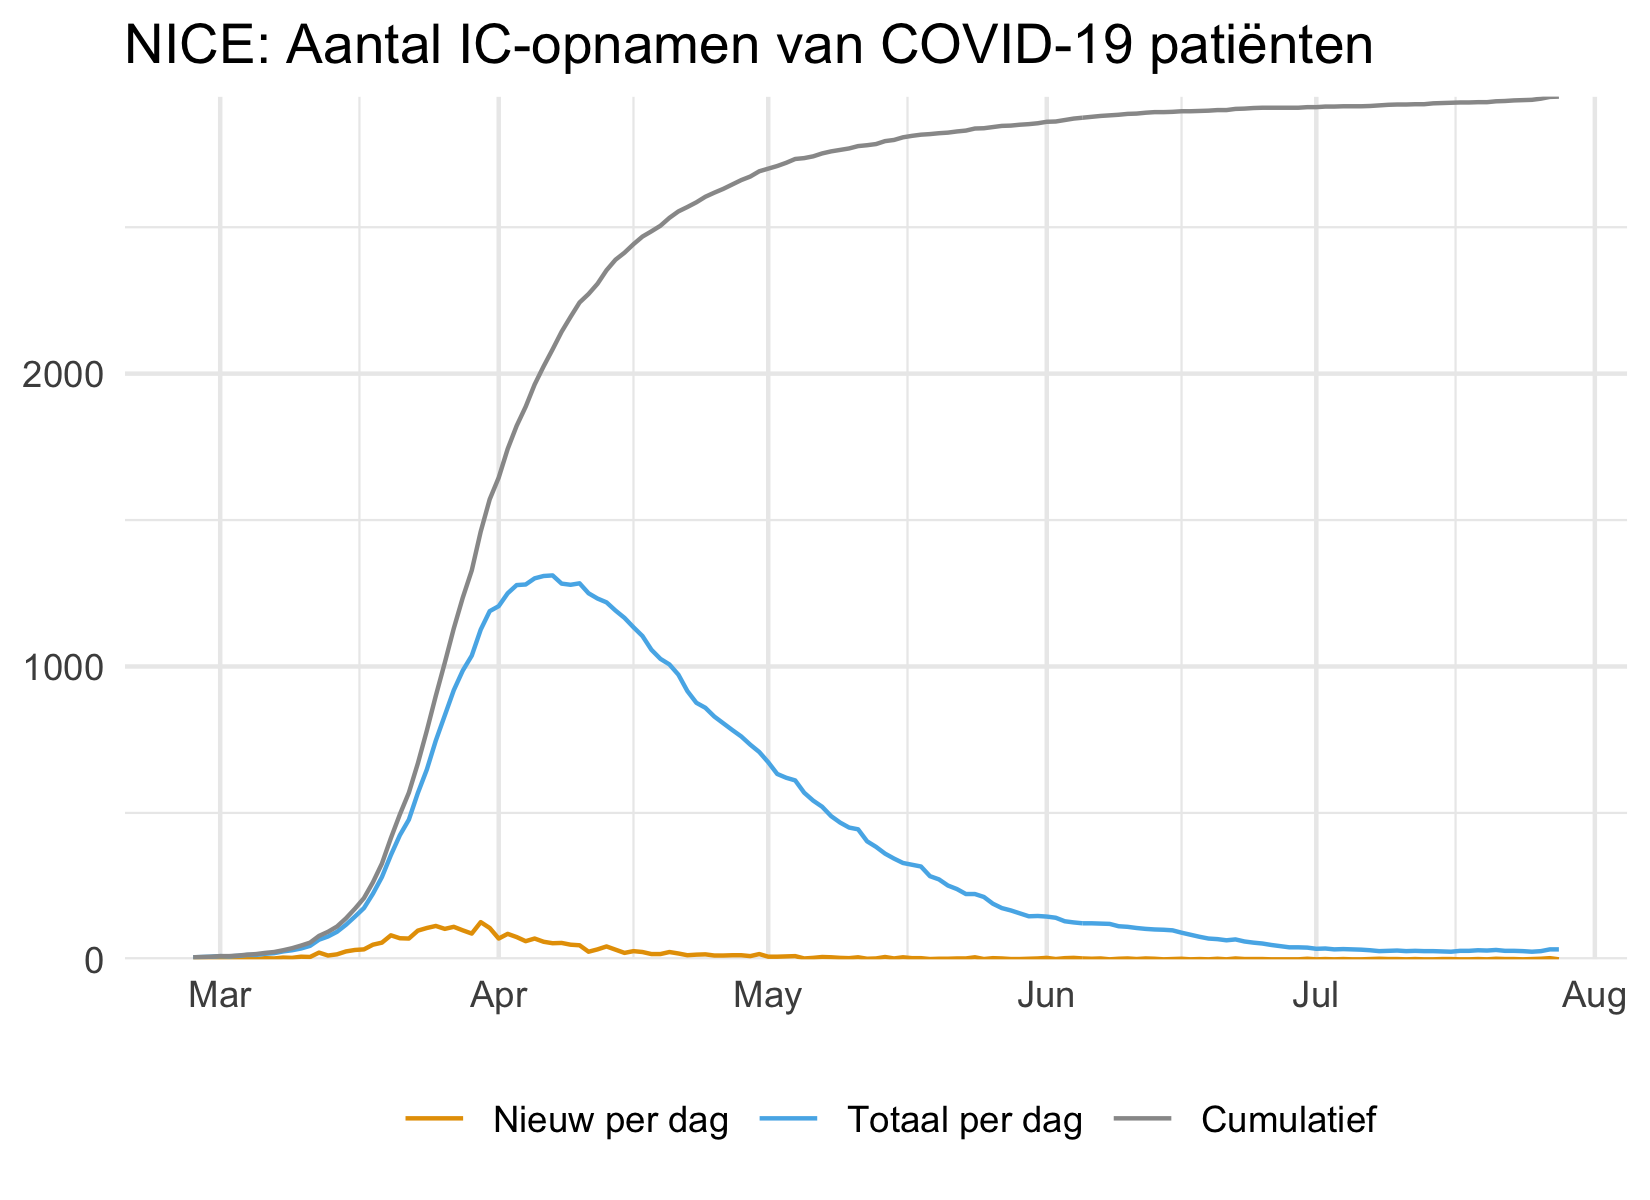 NICE: Aantal IC-opnamen van COVID-19 patiënten
2000
1000
0
Mar Apr May Jun Jul Aug
Nieuw per dag Totaal per dag Cumulatief